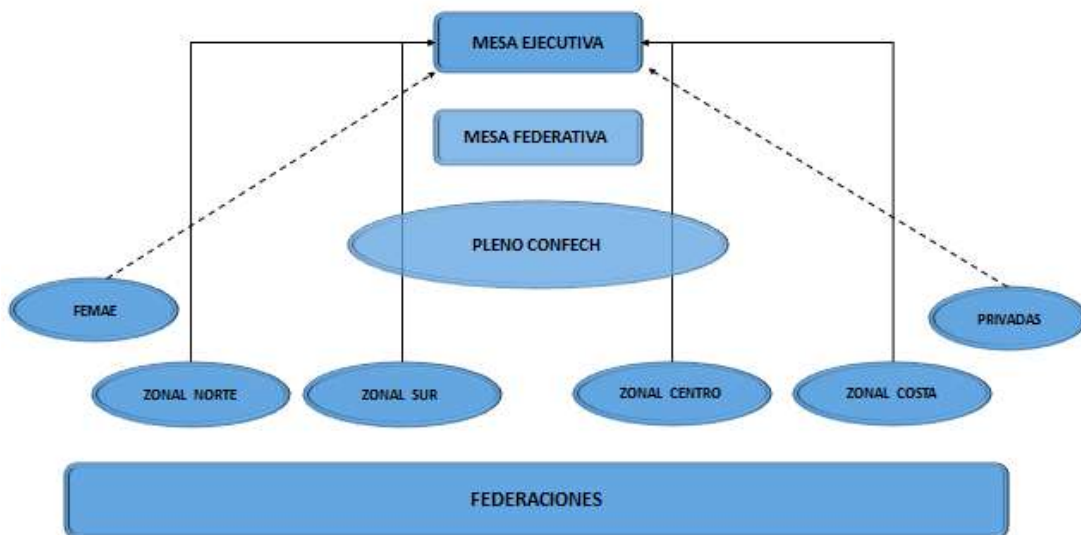 MESA EJECUTIVA
MESA FEDERATIVA
PLENO CONFECH
FEMAE
PRIVADAS
ZONAL NORTE
ZONAL SUR
ZONAL CENTRO
ZONAL COSTA
FEDERACIONES